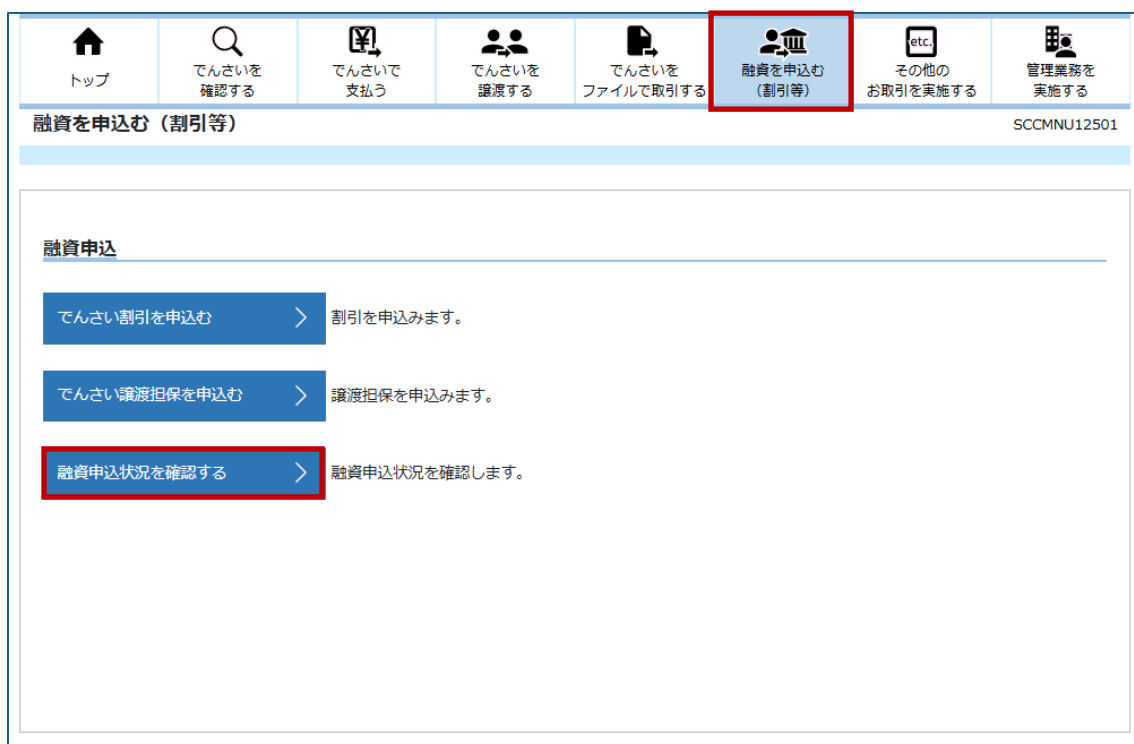 トップ
でんさいを
確認する
でんさいで
支払う
でんさいを
譲渡する
でんさいを
ファイルで取引する
融資を申込む
（割引等）
etc.
その他の
お取引を実施する
管理業務を
実施する
融資を申込む（割引等）
SCCMNU12501
融資申込
でんさい割引を申込む
割引を申込みます。
でんさい譲渡担保を申込む
譲渡担保を申込みます。
融資申込状況を確認する
融資申込状況を確認します。